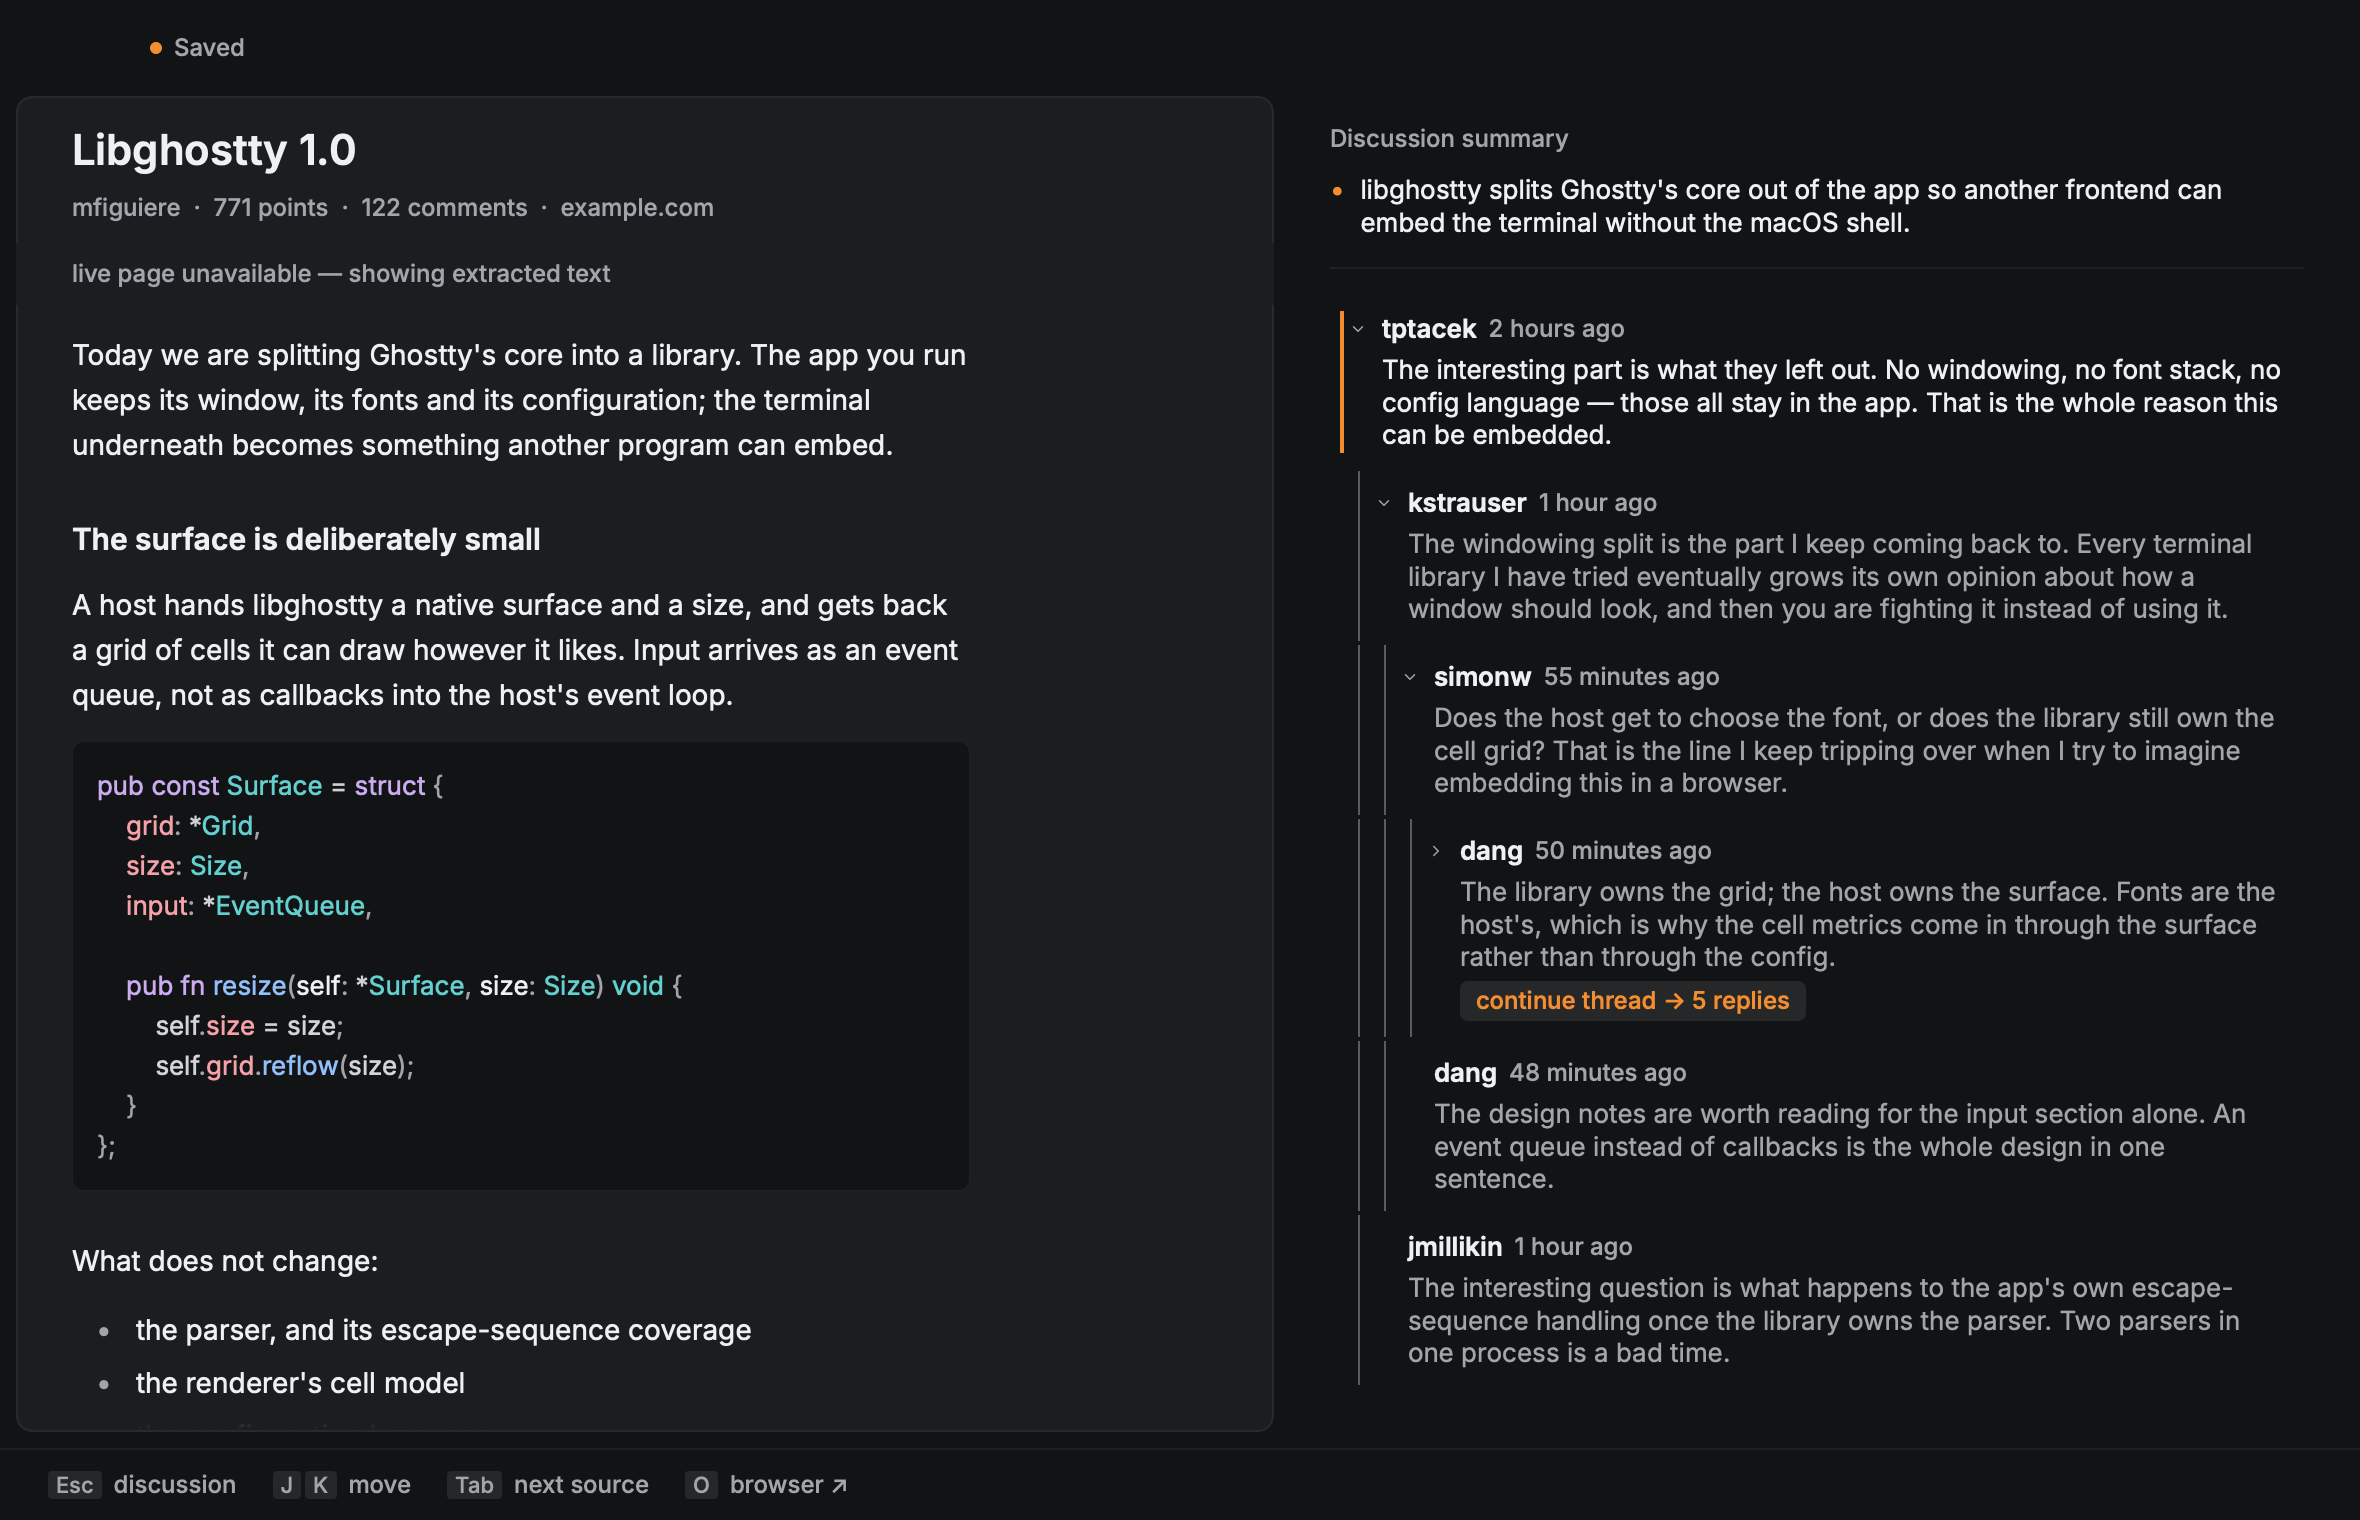 Saved
Libghostty 1.0
mfiguiere · 771 points · 122 comments · example.com
live page unavailable — showing extracted text
Today we are splitting Ghostty's core into a library. The app you run
keeps its window, its fonts and its configuration; the terminal
underneath becomes something another program can embed.
The surface is deliberately small
A host hands libghostty a native surface and a size, and gets back
a grid of cells it can draw however it likes. Input arrives as an event
queue, not as callbacks into the host's event loop.
pub const Surface = struct {
    grid: *Grid,
    size: Size,
    input: *EventQueue,

    pub fn resize(self: *Surface, size: Size) void {
        self.size = size;
        self.grid.reflow(size);
    }
};
What does not change:
• the parser, and its escape-sequence coverage
• the renderer's cell model
Discussion summary
• libghostty splits Ghostty's core out of the app so another frontend can
embed the terminal without the macOS shell.
tptacek 2 hours ago
The interesting part is what they left out. No windowing, no font stack, no
config language — those all stay in the app. That is the whole reason this
can be embedded.
kstrauser 1 hour ago
The windowing split is the part I keep coming back to. Every terminal
library I have tried eventually grows its own opinion about how a
window should look, and then you are fighting it instead of using it.
simonw 55 minutes ago
Does the host get to choose the font, or does the library still own the
cell grid? That is the line I keep tripping over when I try to imagine
embedding this in a browser.
dang 50 minutes ago
The library owns the grid; the host owns the surface. Fonts are the
host's, which is why the cell metrics come in through the surface
rather than through the config.
continue thread → 5 replies
dang 48 minutes ago
The design notes are worth reading for the input section alone. An
event queue instead of callbacks is the whole design in one
sentence.
jmillikin 1 hour ago
The interesting question is what happens to the app's own escape-
sequence handling once the library owns the parser. Two parsers in
one process is a bad time.
Esc discussion J K move Tab next source O browser ↗